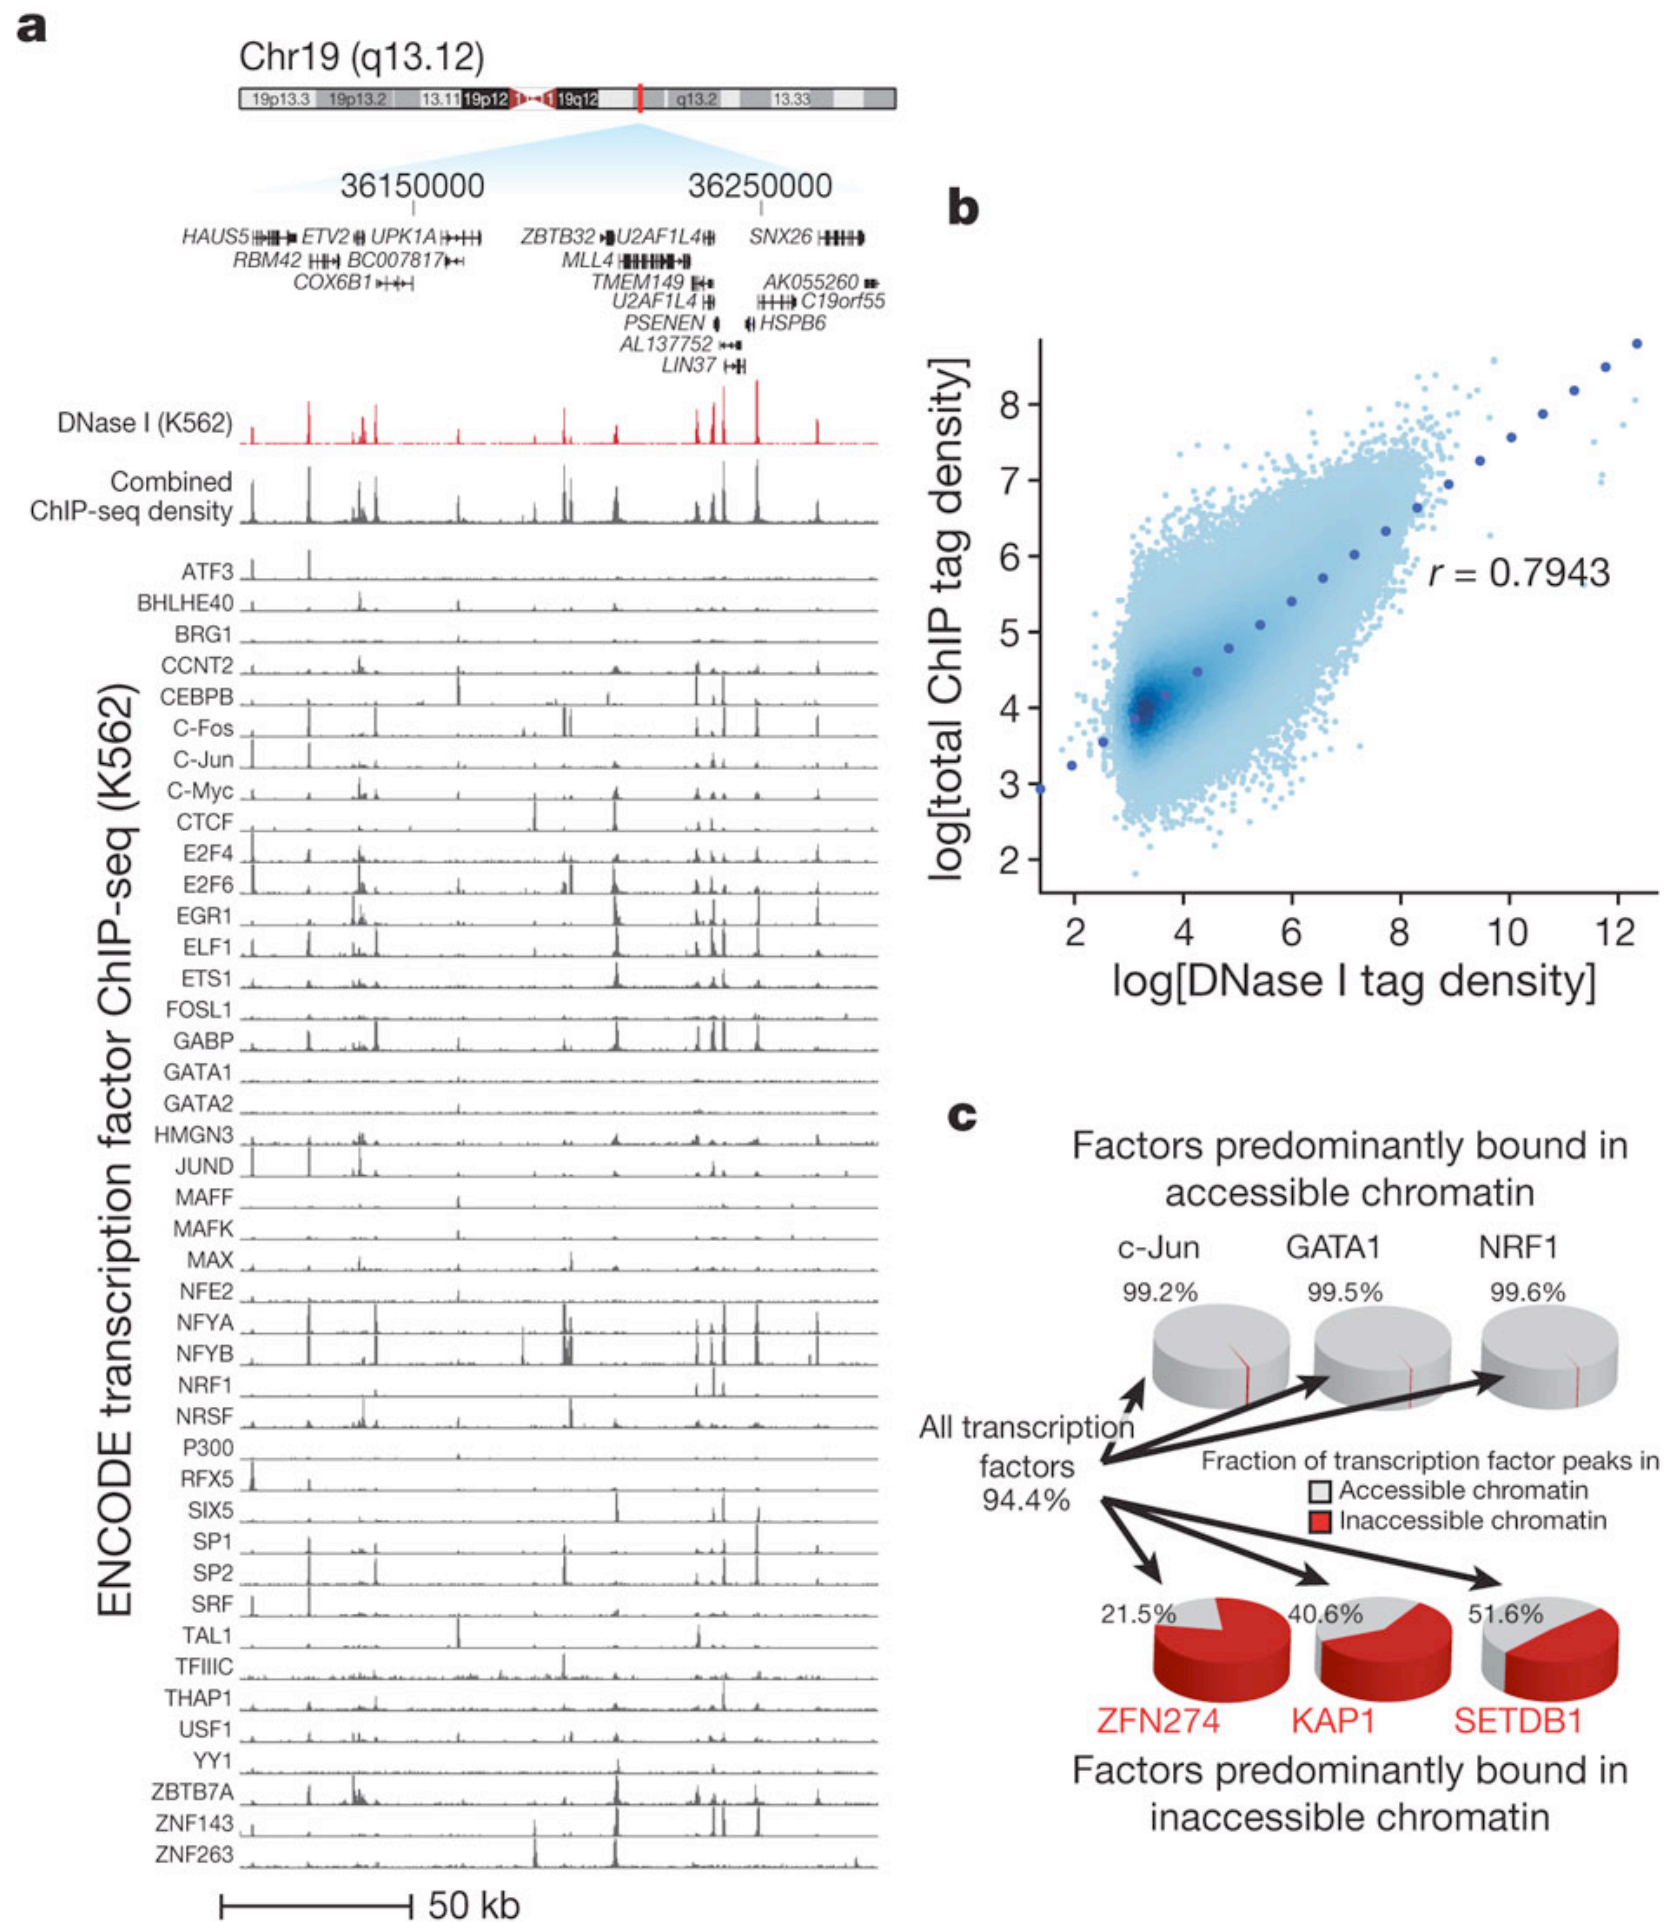 a
Chr19 (q13.12)
19p13.3 19p13.2 13.11 19p12 19q12 q13.2 13.33
36150000 36250000
HAUS5 ETV2 UPK1A ZBTB32 U2AF1L4 SNX26
RBM42 BC007817 MLL4
COX6B1 TMEM149 AK055260
U2AF1L4 C19orf55
PSENEN HSPB6
AL137752
LIN37
DNase I (K562)
Combined
ChIP-seq density
ENCODE transcription factor ChIP-seq (K562)
ATF3
BHLHE40
BRG1
CCNT2
CEBPB
C-Fos
C-Jun
C-Myc
CTCF
E2F4
E2F6
EGR1
ELF1
ETS1
FOSL1
GABP
GATA1
GATA2
HMGN3
JUND
MAFF
MAFK
MAX
NFE2
NFYA
NFYB
NRF1
NRSF
P300
RFX5
SIX5
SP1
SP2
SRF
TAL1
TFIIIC
THAP1
USF1
YY1
ZBTB7A
ZNF143
ZNF263
50 kb
b
log[total ChIP tag density]
8
7
6
5
4
3
2
r = 0.7943
2 4 6 8 10 12
log[DNase I tag density]
c
Factors predominantly bound in
accessible chromatin
c-Jun GATA1 NRF1
99.2% 99.5% 99.6%
All transcription
factors
94.4%
Fraction of transcription factor peaks in
Accessible chromatin
Inaccessible chromatin
21.5% 40.6% 51.6%
ZFN274 KAP1 SETDB1
Factors predominantly bound in
inaccessible chromatin